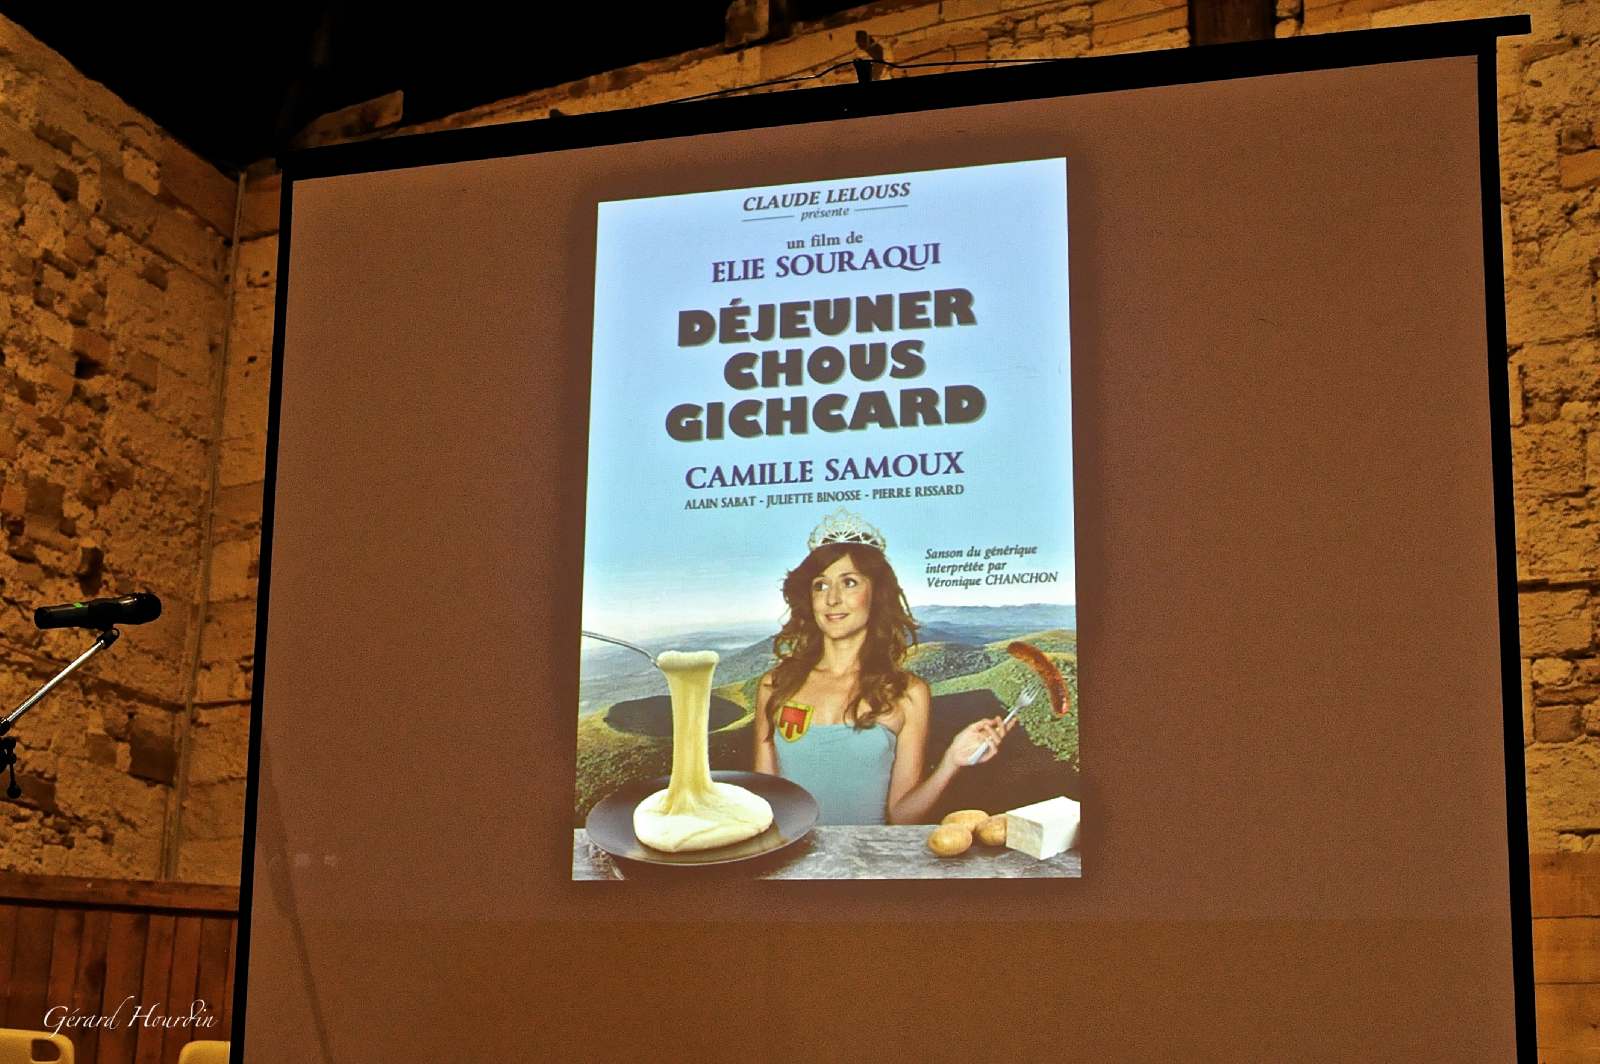 CLAUDE LELOUSS
présente
un film de
ELIE SOURAQUI
DÉJEUNER
CHOUS
GICHCARD
CAMILLE SAMOUX
ALAIN SABAT - JULIETTE BINOSSE - PIERRE RISSARD
Sanson du générique
interprétée par
Véronique CHANCHON
Gérard Hourdin